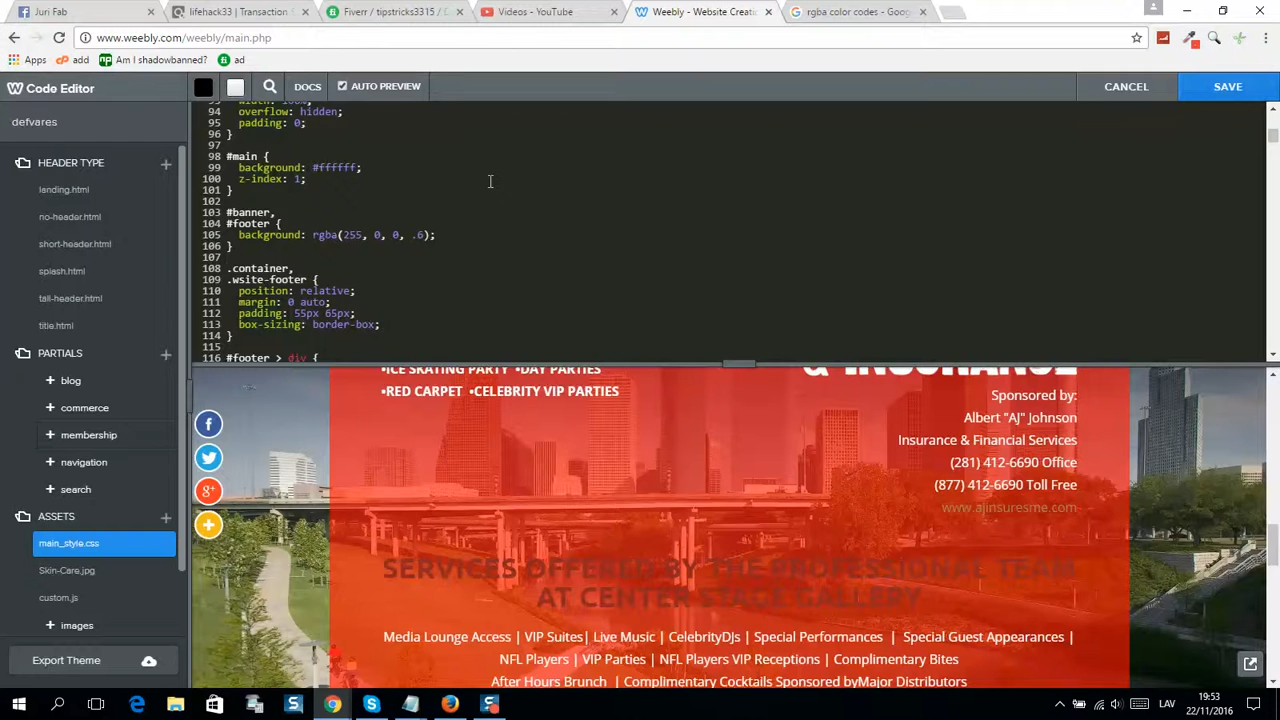 Juri Fab
lifehack33 | Transaction
Fiverr / tipstricks3315 / f
Videos - YouTube
Weebly - Website Creati
rgba color codes - Goog
www.weebly.com/weebly/main.php
Apps
add
Am I shadowbanned?
ad
Code Editor
DOCS
AUTO PREVIEW
CANCEL
SAVE
defvares
HEADER TYPE
landing.html
no-header.html
short-header.html
splash.html
tall-header.html
title.html
PARTIALS
blog
commerce
membership
navigation
search
ASSETS
main_style.css
Skin-Care.jpg
custom.js
images
Export Theme
93 width: 100%;
94 overflow: hidden;
95 padding: 0;
96 }
97
98 #main {
99 background: #ffffff;
100 z-index: 1;
101 }
102
103 #banner,
104 #footer {
105 background: rgba(255, 0, 0, .6);
106 }
107
108 .container,
109 .wsite-footer {
110 position: relative;
111 margin: 0 auto;
112 padding: 55px 65px;
113 box-sizing: border-box;
114 }
115
116 #footer > div {
•ICE SKATING PARTY •DAY PARTIES
•RED CARPET •CELEBRITY VIP PARTIES
& INSURANCE
Sponsored by:
Albert "AJ" Johnson
Insurance & Financial Services
(281) 412-6690 Office
(877) 412-6690 Toll Free
www.ajinsuresme.com
SERVICES OFFERED BY THE PROFESSIONAL TEAM
AT CENTER STAGE GALLERY
Media Lounge Access | VIP Suites| Live Music | CelebrityDJs | Special Performances | Special Guest Appearances |
NFL Players | VIP Parties | NFL Players VIP Receptions | Complimentary Bites
After Hours Brunch | Complimentary Cocktails Sponsored byMajor Distributors
LAV
19:53
22/11/2016